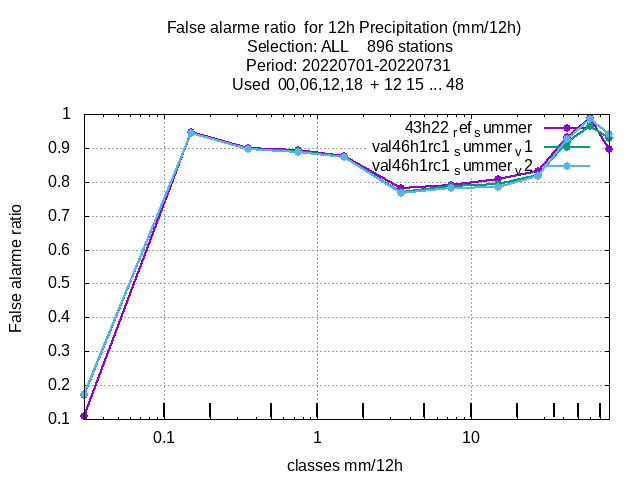 False alarme ratio for 12h Precipitation (mm/12h)
Selection: ALL 896 stations
Period: 20220701-20220731
Used 00,06,12,18 + 12 15 ... 48
43h22 ref summer
val46h1rc1 summer v1
val46h1rc1 summer v2
1
0.9
0.8
0.7
0.6
0.5
0.4
0.3
0.2
0.1
False alarme ratio
0.1 1 10
classes mm/12h